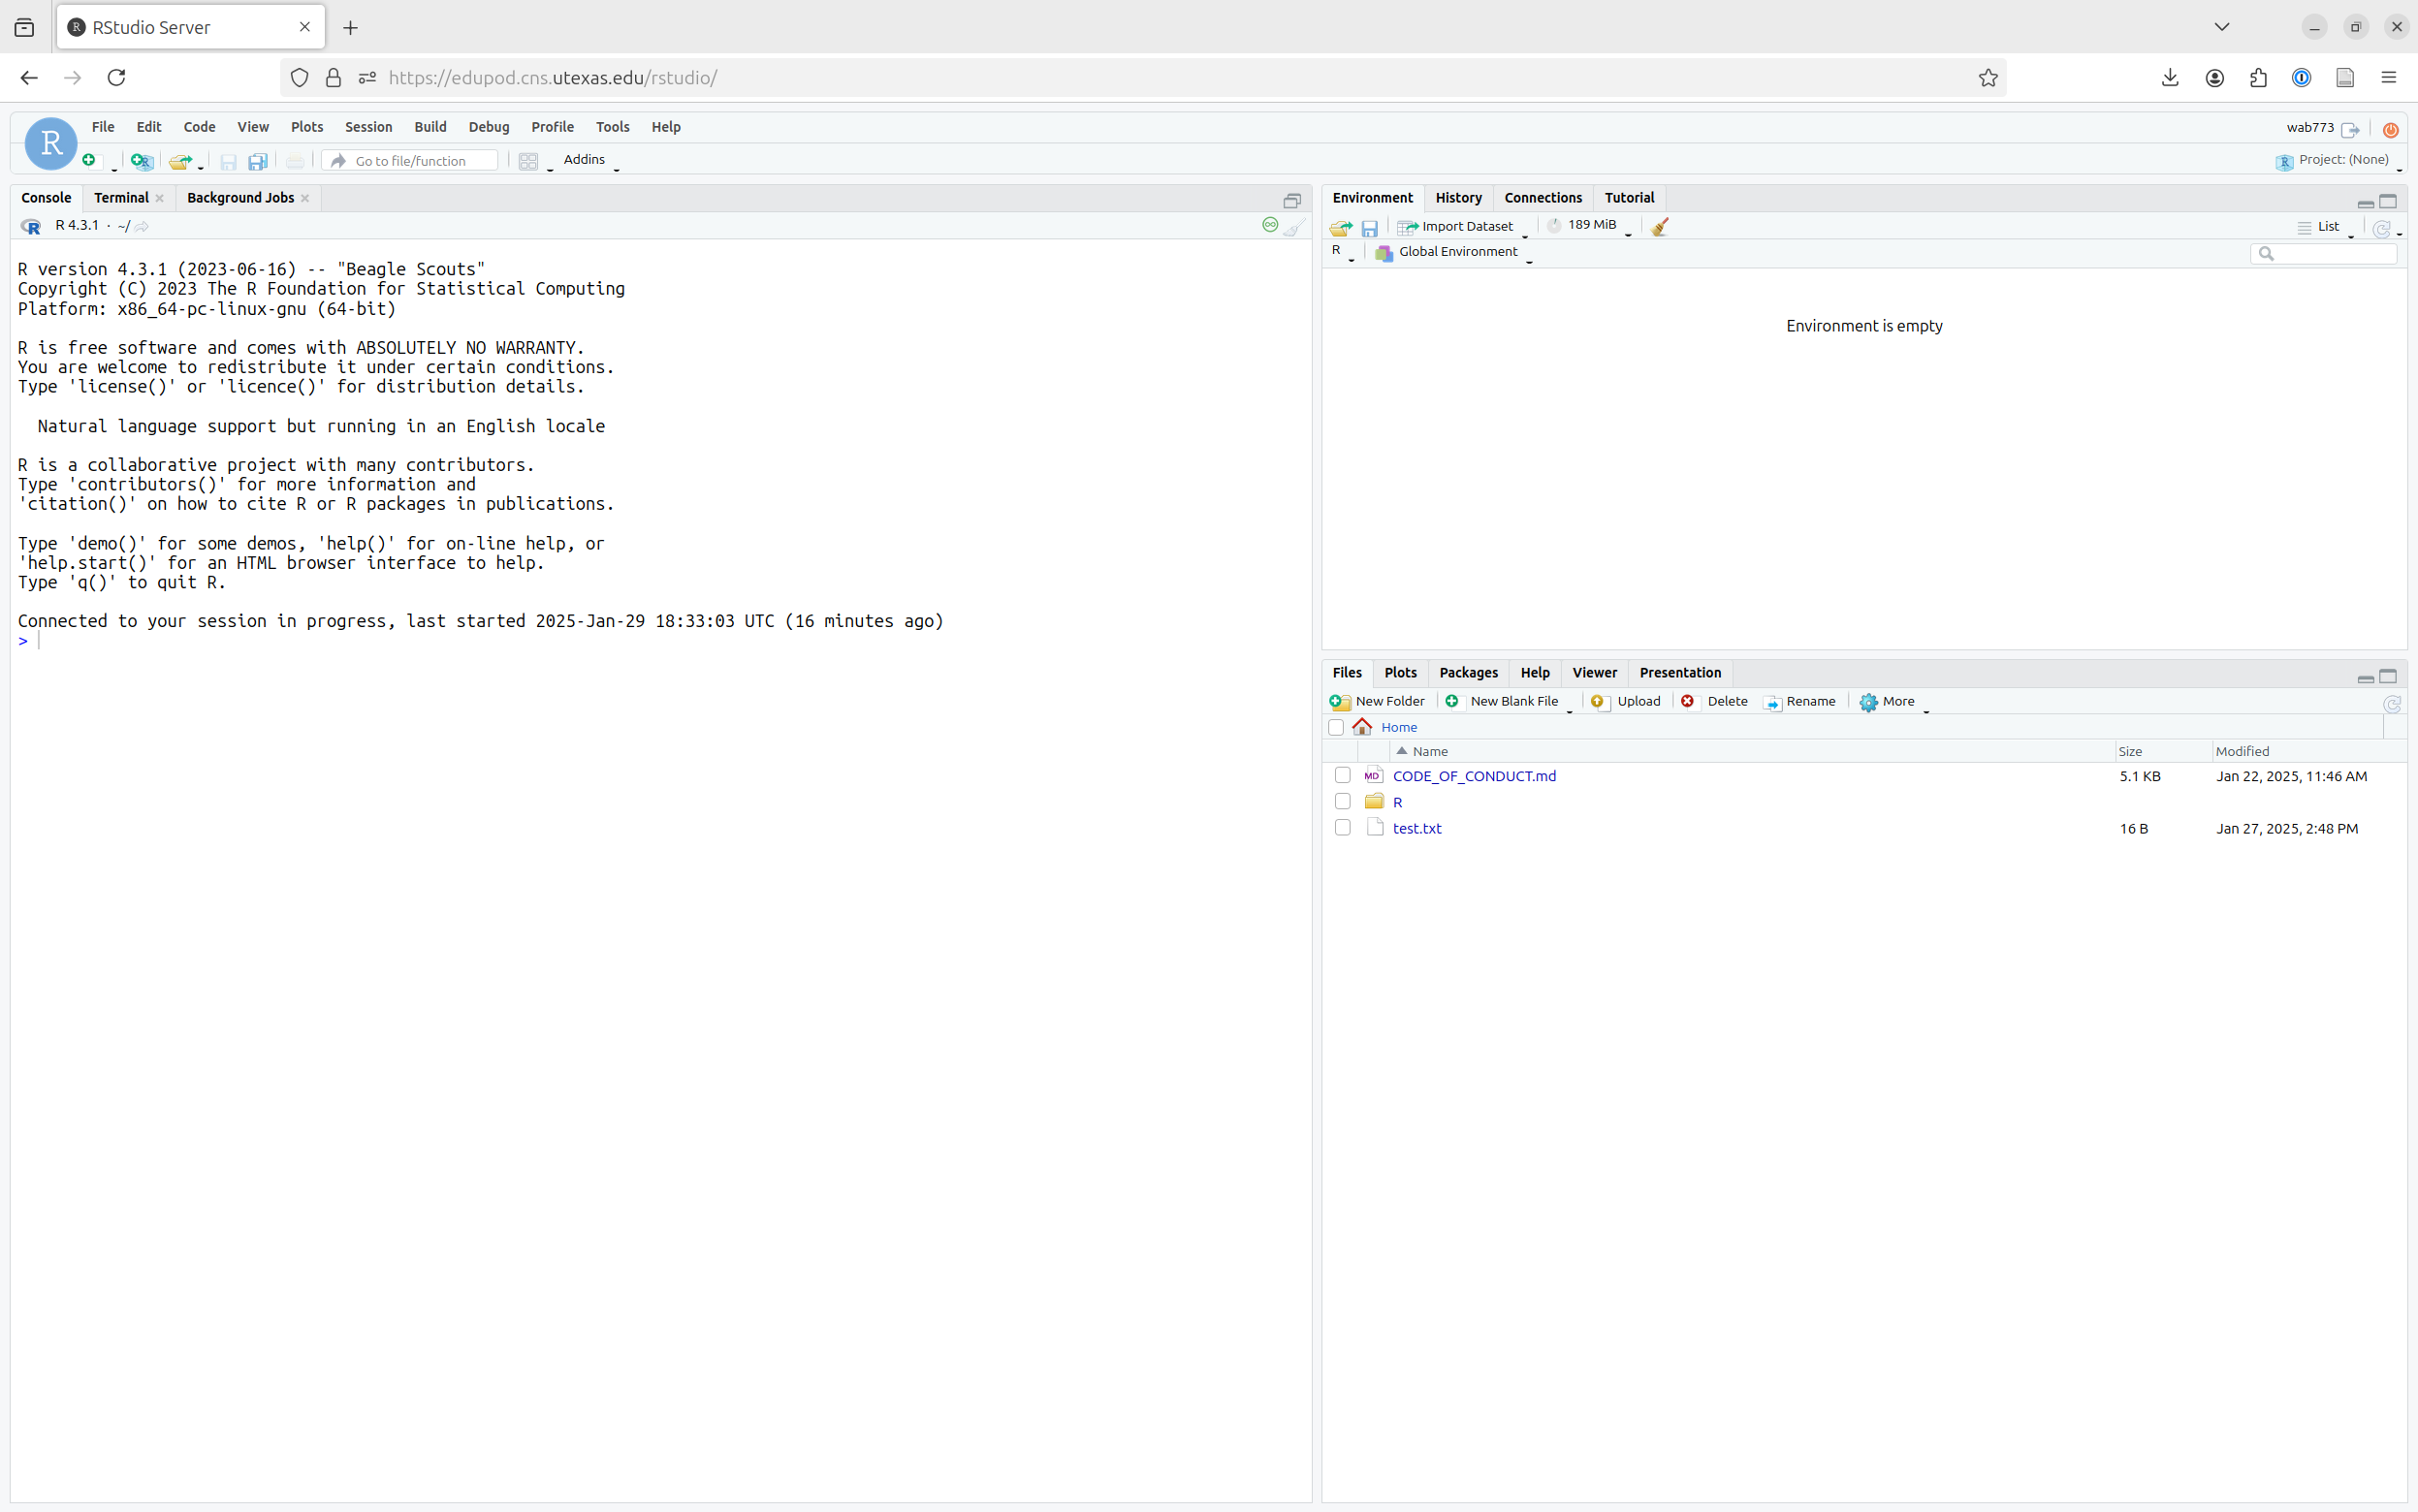 RStudio Server
https://edupod.cns.utexas.edu/rstudio/
R File Edit Code View Plots Session Build Debug Profile Tools Help wab773
Go to file/function Addins Project: (None)
Console Terminal Background Jobs
R 4.3.1 · ~/
R version 4.3.1 (2023-06-16) -- "Beagle Scouts"
Copyright (C) 2023 The R Foundation for Statistical Computing
Platform: x86_64-pc-linux-gnu (64-bit)
R is free software and comes with ABSOLUTELY NO WARRANTY.
You are welcome to redistribute it under certain conditions.
Type 'license()' or 'licence()' for distribution details.
Natural language support but running in an English locale
R is a collaborative project with many contributors.
Type 'contributors()' for more information and
'citation()' on how to cite R or R packages in publications.
Type 'demo()' for some demos, 'help()' for on-line help, or
'help.start()' for an HTML browser interface to help.
Type 'q()' to quit R.
Connected to your session in progress, last started 2025-Jan-29 18:33:03 UTC (16 minutes ago)
>
Environment History Connections Tutorial
Import Dataset 189 MiB List
R Global Environment
Environment is empty
Files Plots Packages Help Viewer Presentation
New Folder New Blank File Upload Delete Rename More
Home
Name Size Modified
MD CODE_OF_CONDUCT.md 5.1 KB Jan 22, 2025, 11:46 AM
R
test.txt 16 B Jan 27, 2025, 2:48 PM